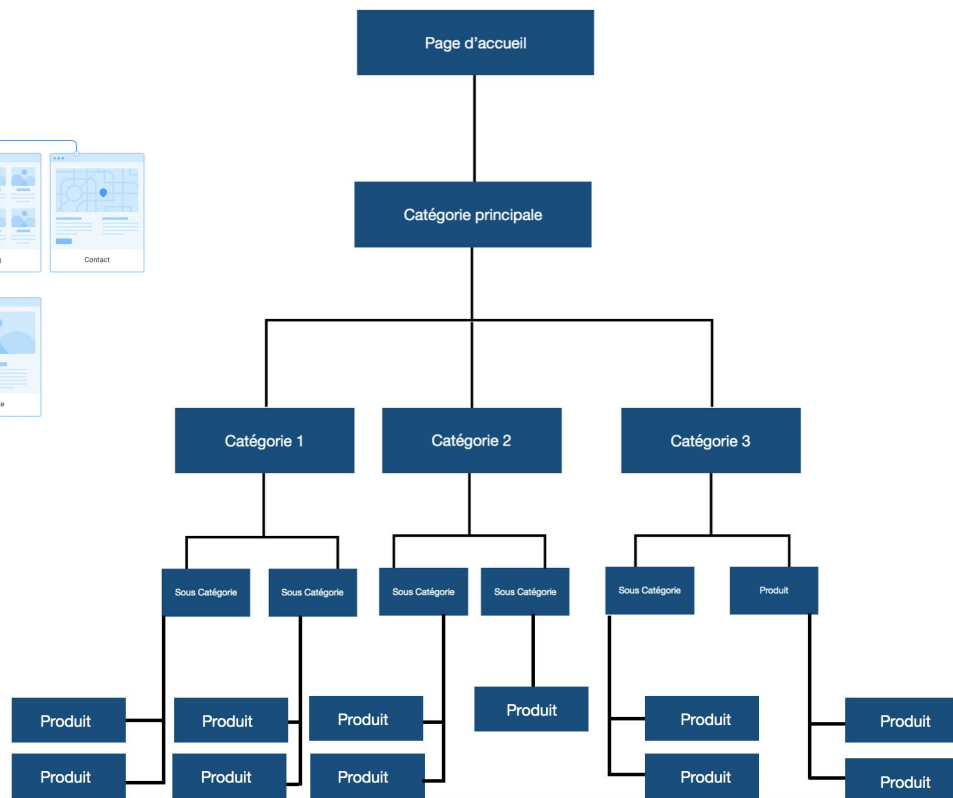 Page d'accueil
Catégorie principale
Contact
Catégorie 1
Catégorie 2
Catégorie 3
Sous Catégorie
Sous Catégorie
Sous Catégorie
Sous Catégorie
Sous Catégorie
Produit
Produit
Produit
Produit
Produit
Produit
Produit
Produit
Produit
Produit
Produit
Produit